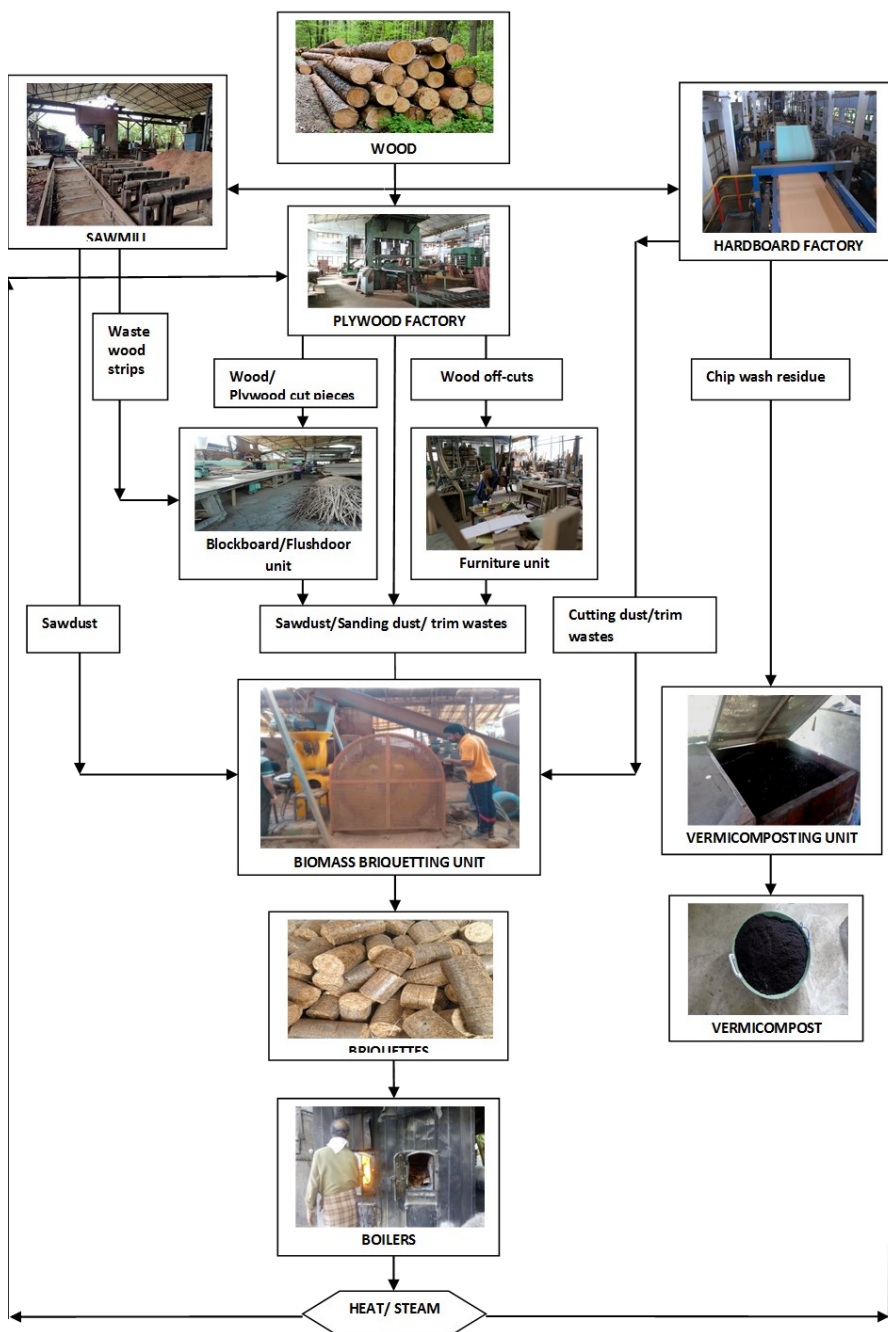 WOOD
SAWMILL
HARDBOARD FACTORY
PLYWOOD FACTORY
Waste
wood
strips
Wood/
Plywood cut pieces
Wood off-cuts
Chip wash residue
Blockboard/Flushdoor
unit
Furniture unit
Sawdust
Sawdust/Sanding dust/ trim wastes
Cutting dust/trim
wastes
BIOMASS BRIQUETTING UNIT
VERMICOMPOSTING UNIT
BRIQUETTES
VERMICOMPOST
BOILERS
HEAT/ STEAM